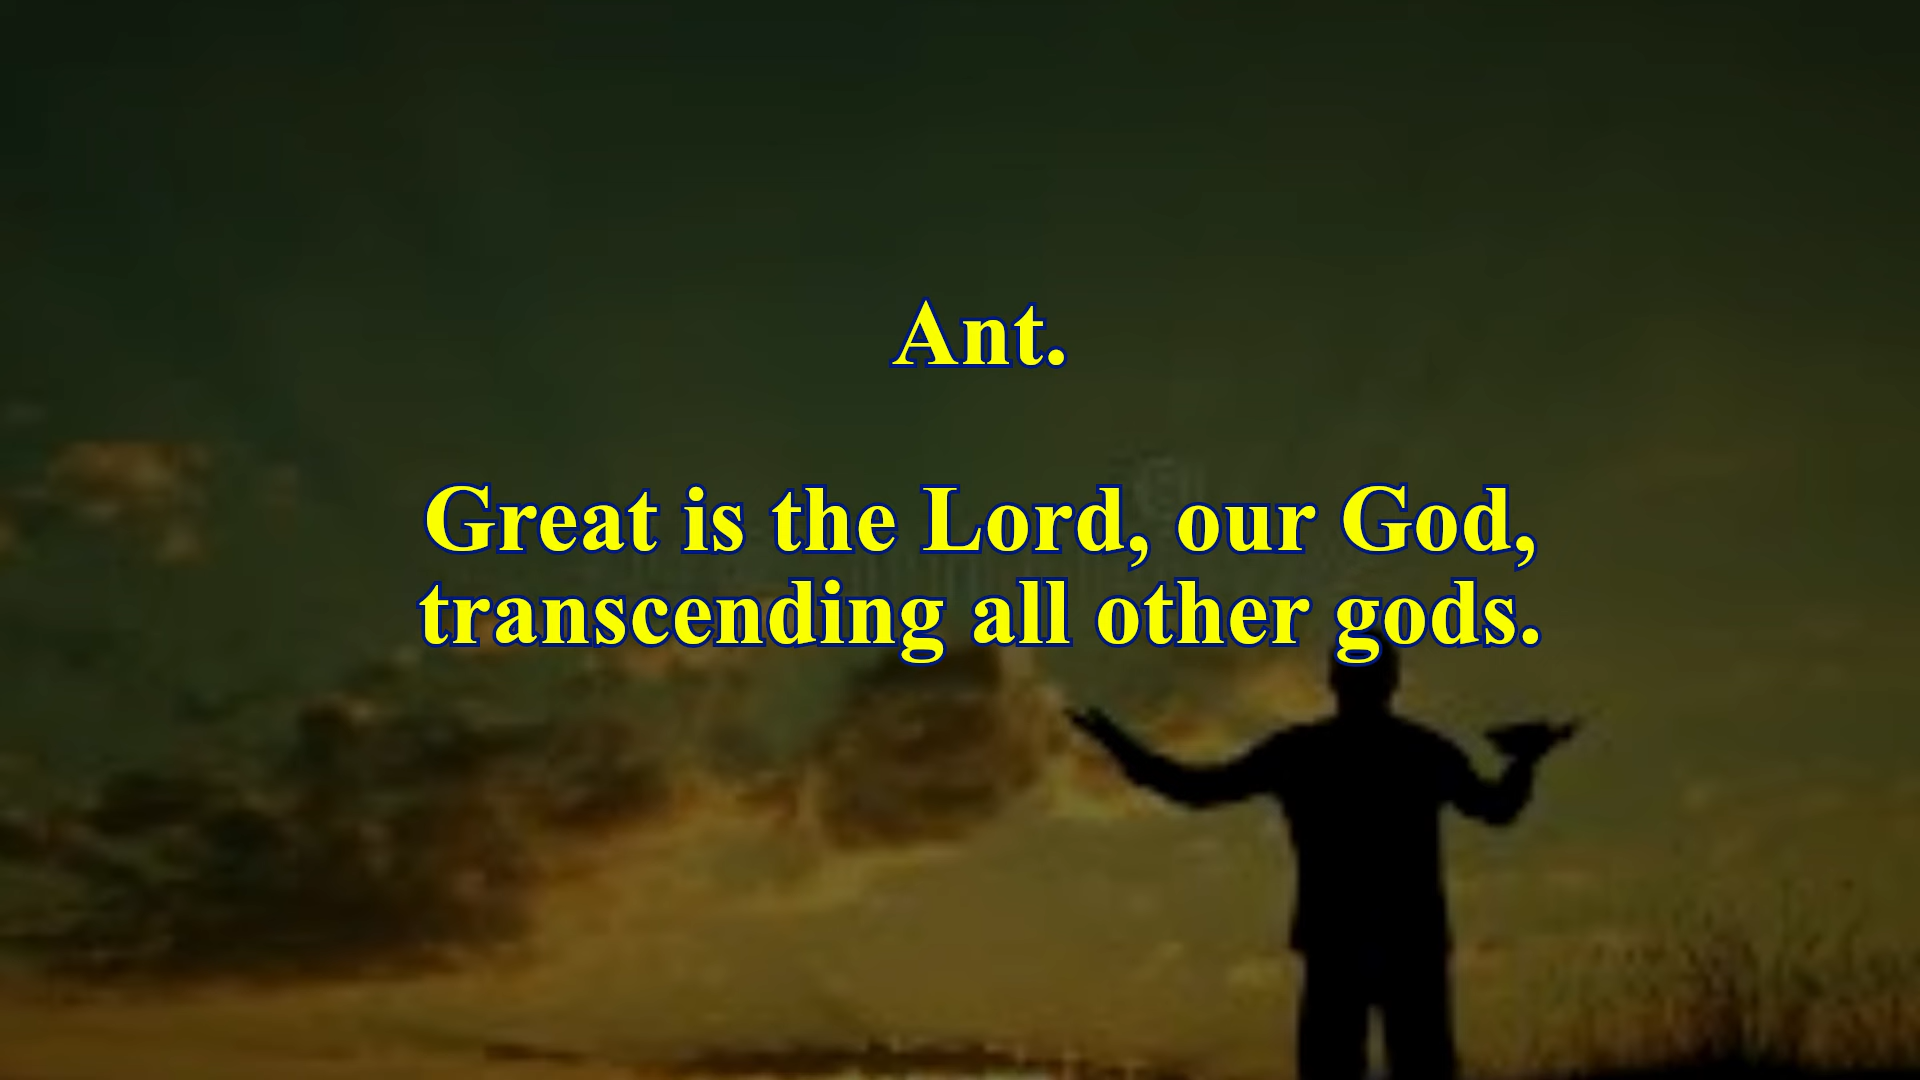 Ant.
Great is the Lord, our God,
transcending all other gods.